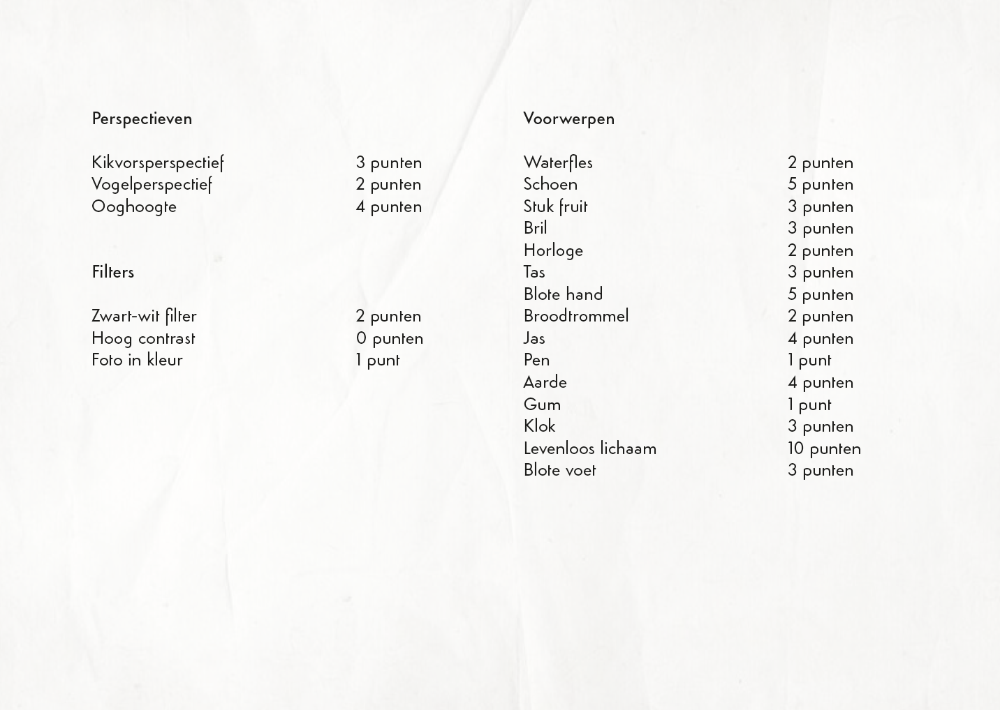 Perspectieven
Kikvorsperspectief 3 punten
Vogelperspectief 2 punten
Ooghoogte 4 punten
Filters
Zwart-wit filter 2 punten
Hoog contrast 0 punten
Foto in kleur 1 punt
Voorwerpen
Waterfles 2 punten
Schoen 5 punten
Stuk fruit 3 punten
Bril 3 punten
Horloge 2 punten
Tas 3 punten
Blote hand 5 punten
Broodtrommel 2 punten
Jas 4 punten
Pen 1 punt
Aarde 4 punten
Gum 1 punt
Klok 3 punten
Levenloos lichaam 10 punten
Blote voet 3 punten